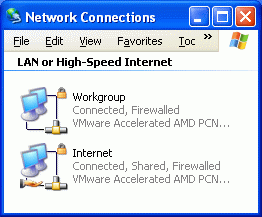 Network Connections
File Edit View Favorites Toc »
LAN or High-Speed Internet
Workgroup
Connected, Firewalled
VMware Accelerated AMD PCN...
Internet
Connected, Shared, Firewalled
VMware Accelerated AMD PCN...